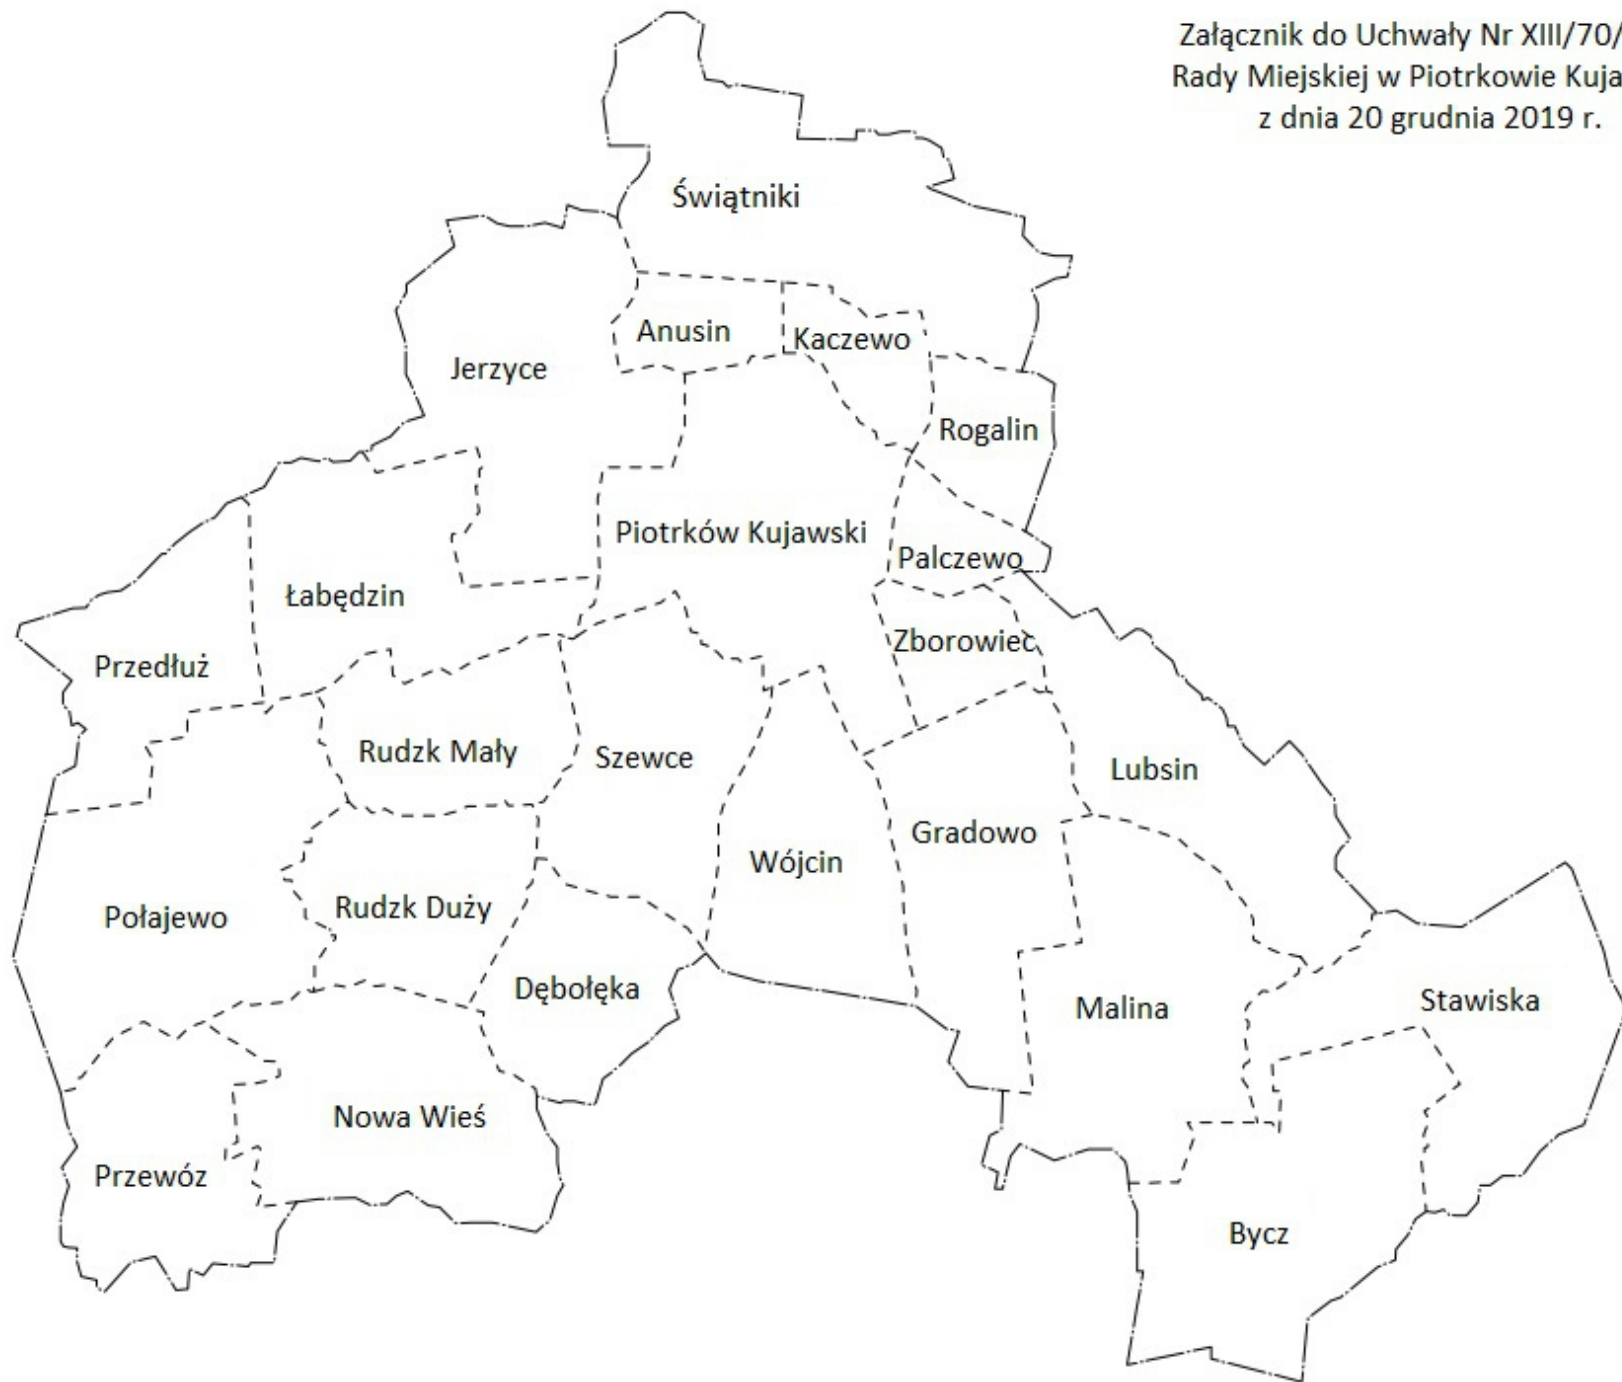 Załącznik do Uchwały Nr XIII/70/
Rady Miejskiej w Piotrkowie Kuja
z dnia 20 grudnia 2019 r.
Świątniki
Anusin
Kaczewo
Jerzyce
Rogalin
Piotrków Kujawski
Palczewo
Łabędzin
Zborowiec
Przedłuż
Rudzk Mały
Szewce
Lubsin
Gradowo
Wójcin
Rudzk Duży
Połajewo
Dębołęka
Stawiska
Malina
Nowa Wieś
Przewóz
Bycz